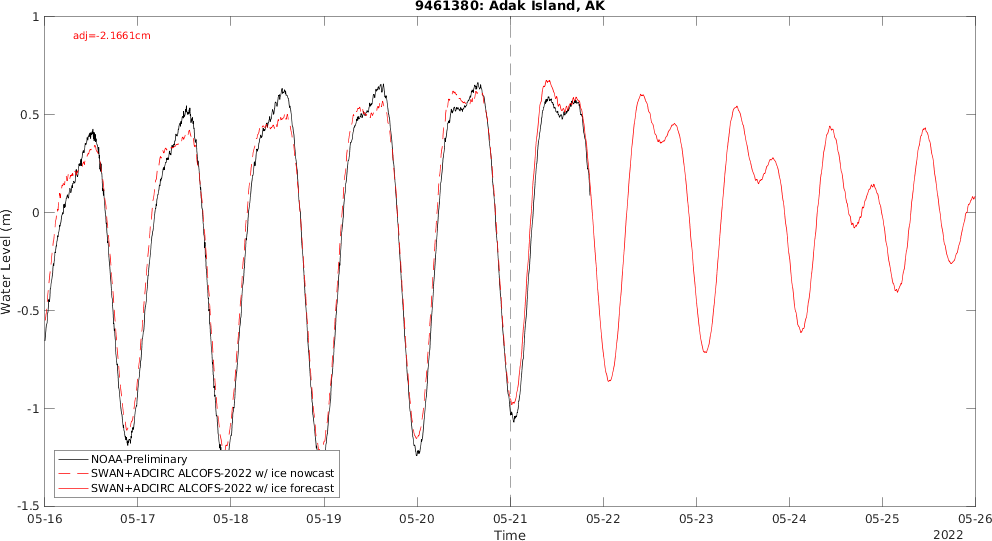 9461380: Adak Island, AK
adj=-2.1661cm
Water Level (m)
1
0.5
0
-0.5
-1
-1.5
NOAA-Preliminary
SWAN+ADCIRC ALCOFS-2022 w/ ice nowcast
SWAN+ADCIRC ALCOFS-2022 w/ ice forecast
05-16 05-17 05-18 05-19 05-20 05-21 05-22 05-23 05-24 05-25 05-26
Time
2022